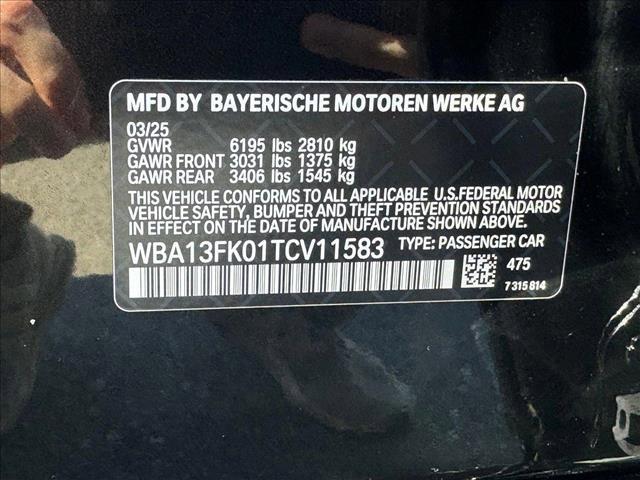 MFD BY BAYERISCHE MOTOREN WERKE AG
03/25
GVWR 6195 lbs 2810 kg
GAWR FRONT 3031 lbs 1375 kg
GAWR REAR 3406 lbs 1545 kg
THIS VEHICLE CONFORMS TO ALL APPLICABLE U.S.FEDERAL MOTOR
VEHICLE SAFETY, BUMPER AND THEFT PREVENTION STANDARDS
IN EFFECT ON THE DATE OF MANUFACTURE SHOWN ABOVE.
WBA13FK01TCV11583 TYPE: PASSENGER CAR
475
7 315 814